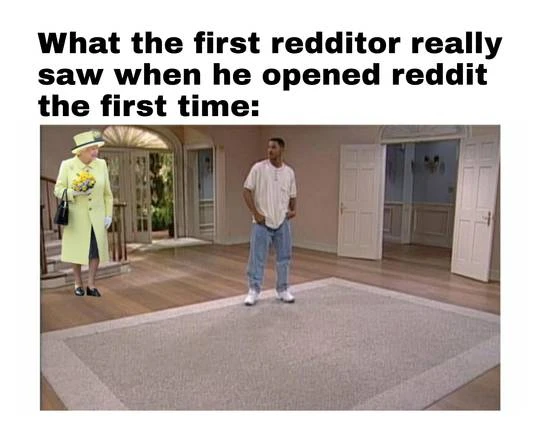 What the first redditor really
saw when he opened reddit
the first time: